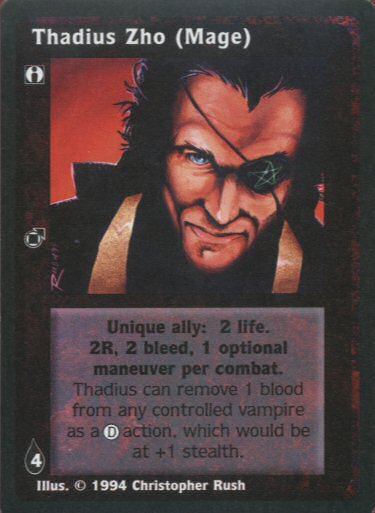 Thadius Zho (Mage)
Unique ally: 2 life.
2R, 2 bleed, 1 optional
maneuver per combat.
Thadius can remove 1 blood
from any controlled vampire
as a D action, which would be
at +1 stealth.
4
Illus. © 1994 Christopher Rush